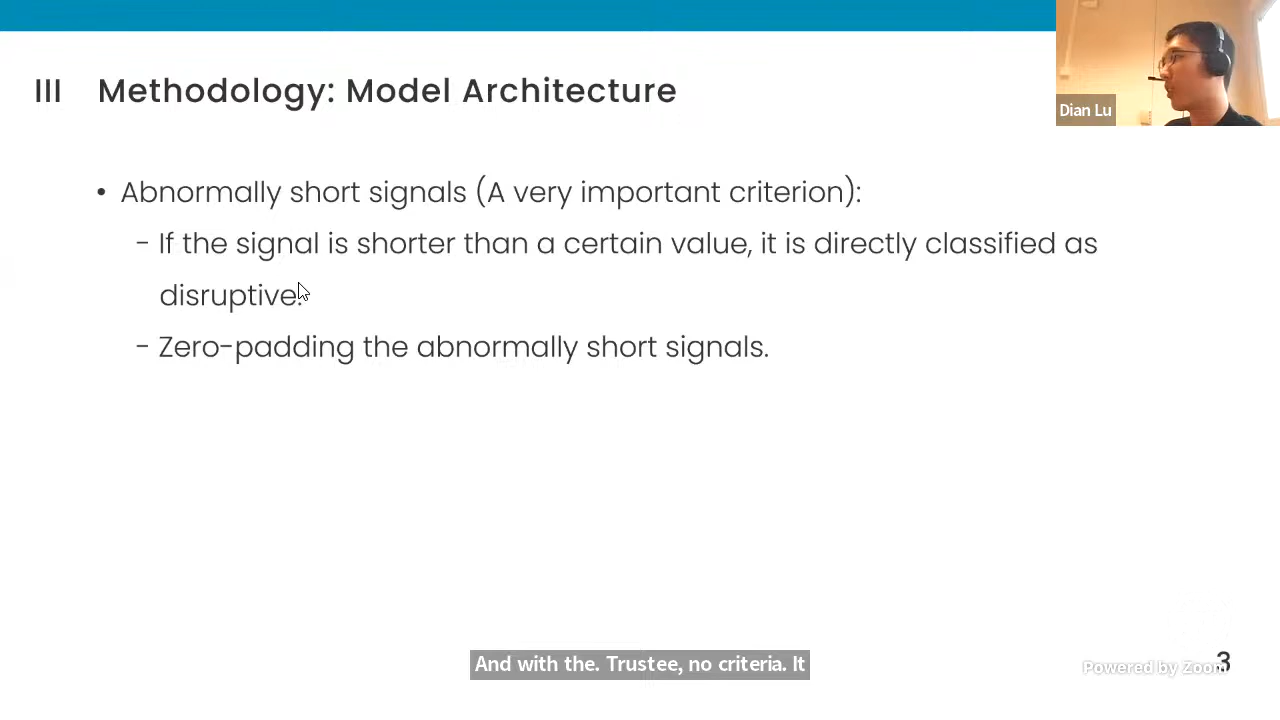 III Methodology: Model Architecture
Dian Lu
• Abnormally short signals (A very important criterion):
- If the signal is shorter than a certain value, it is directly classified as
disruptive.
- Zero-padding the abnormally short signals.
And with the. Trustee, no criteria. It
Powered by Zoom
3